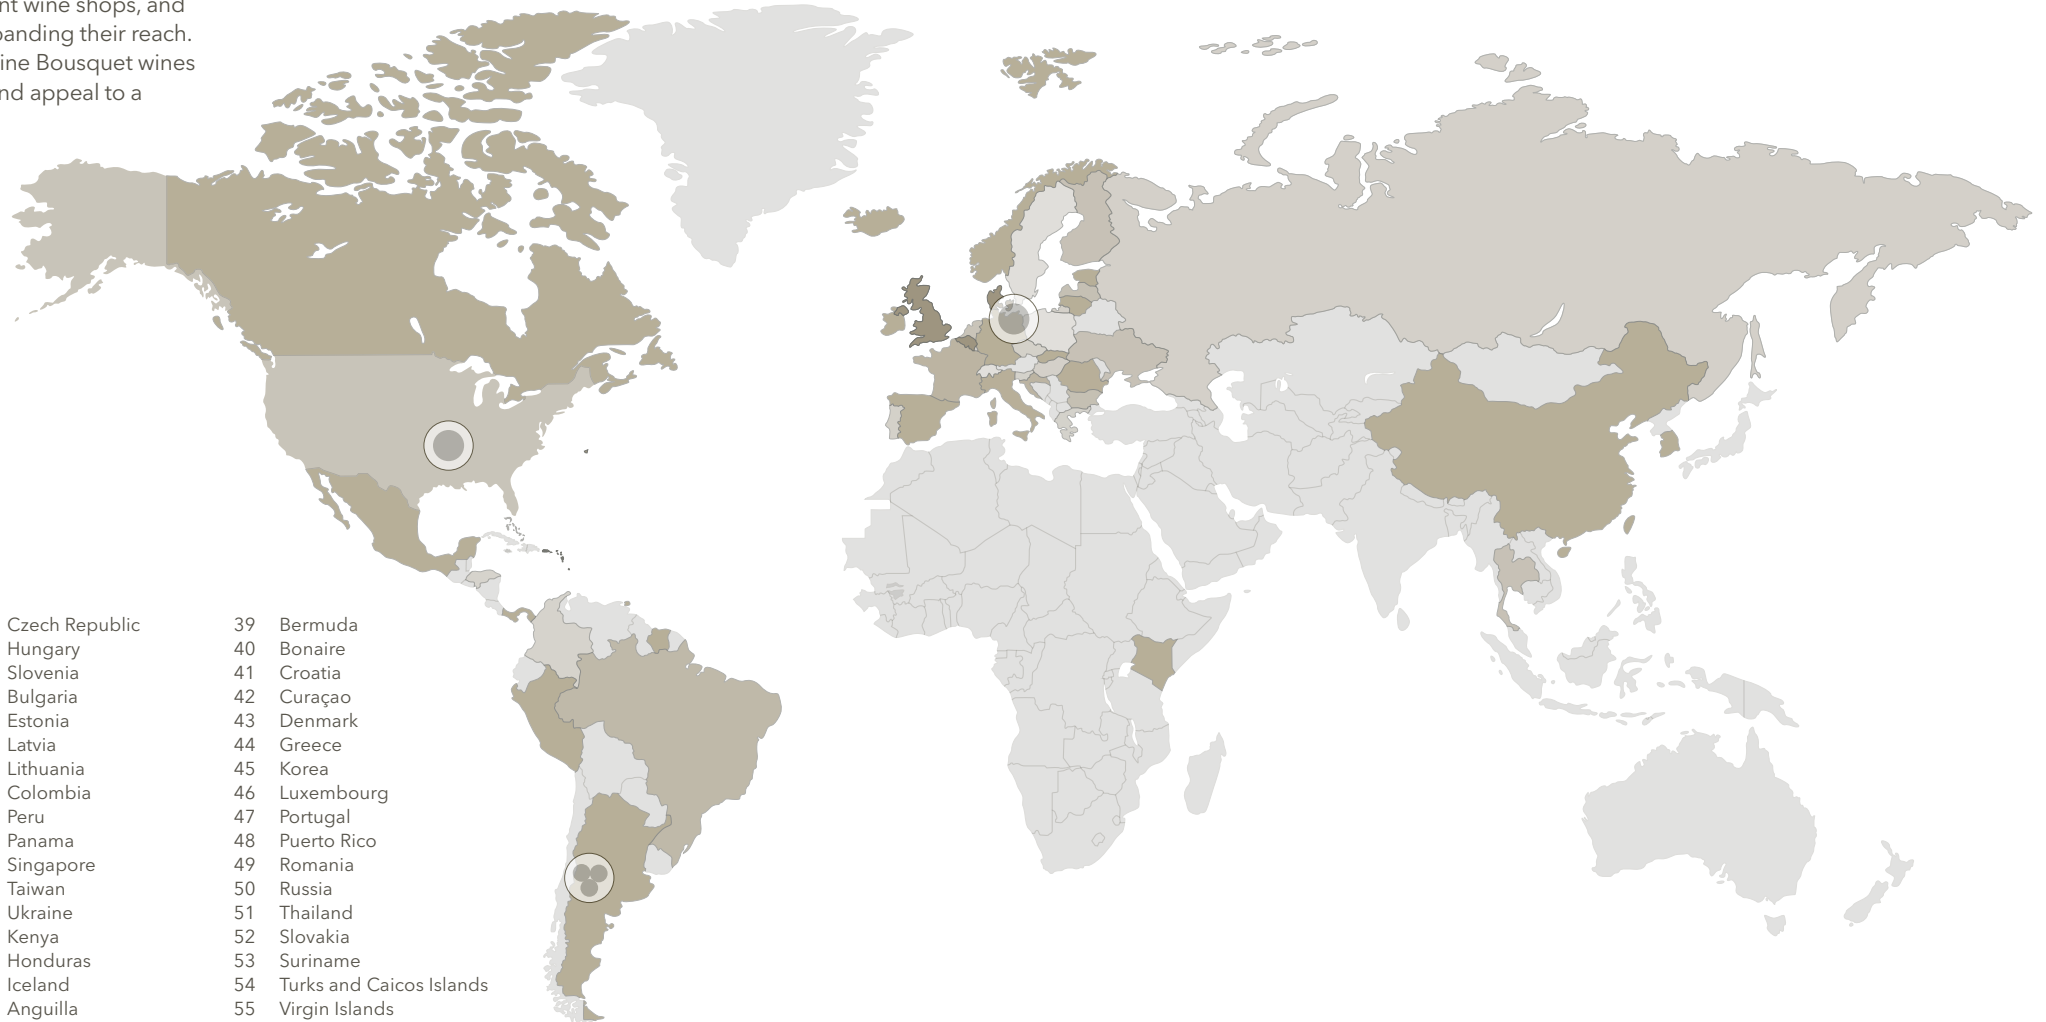 nt wine shops, and
panding their reach.
ine Bousquet wines
nd appeal to a
Czech Republic
Hungary
Slovenia
Bulgaria
Estonia
Latvia
Lithuania
Colombia
Peru
Panama
Singapore
Taiwan
Ukraine
Kenya
Honduras
Iceland
Anguilla
39 Bermuda
40 Bonaire
41 Croatia
42 Curaçao
43 Denmark
44 Greece
45 Korea
46 Luxembourg
47 Portugal
48 Puerto Rico
49 Romania
50 Russia
51 Thailand
52 Slovakia
53 Suriname
54 Turks and Caicos Islands
55 Virgin Islands